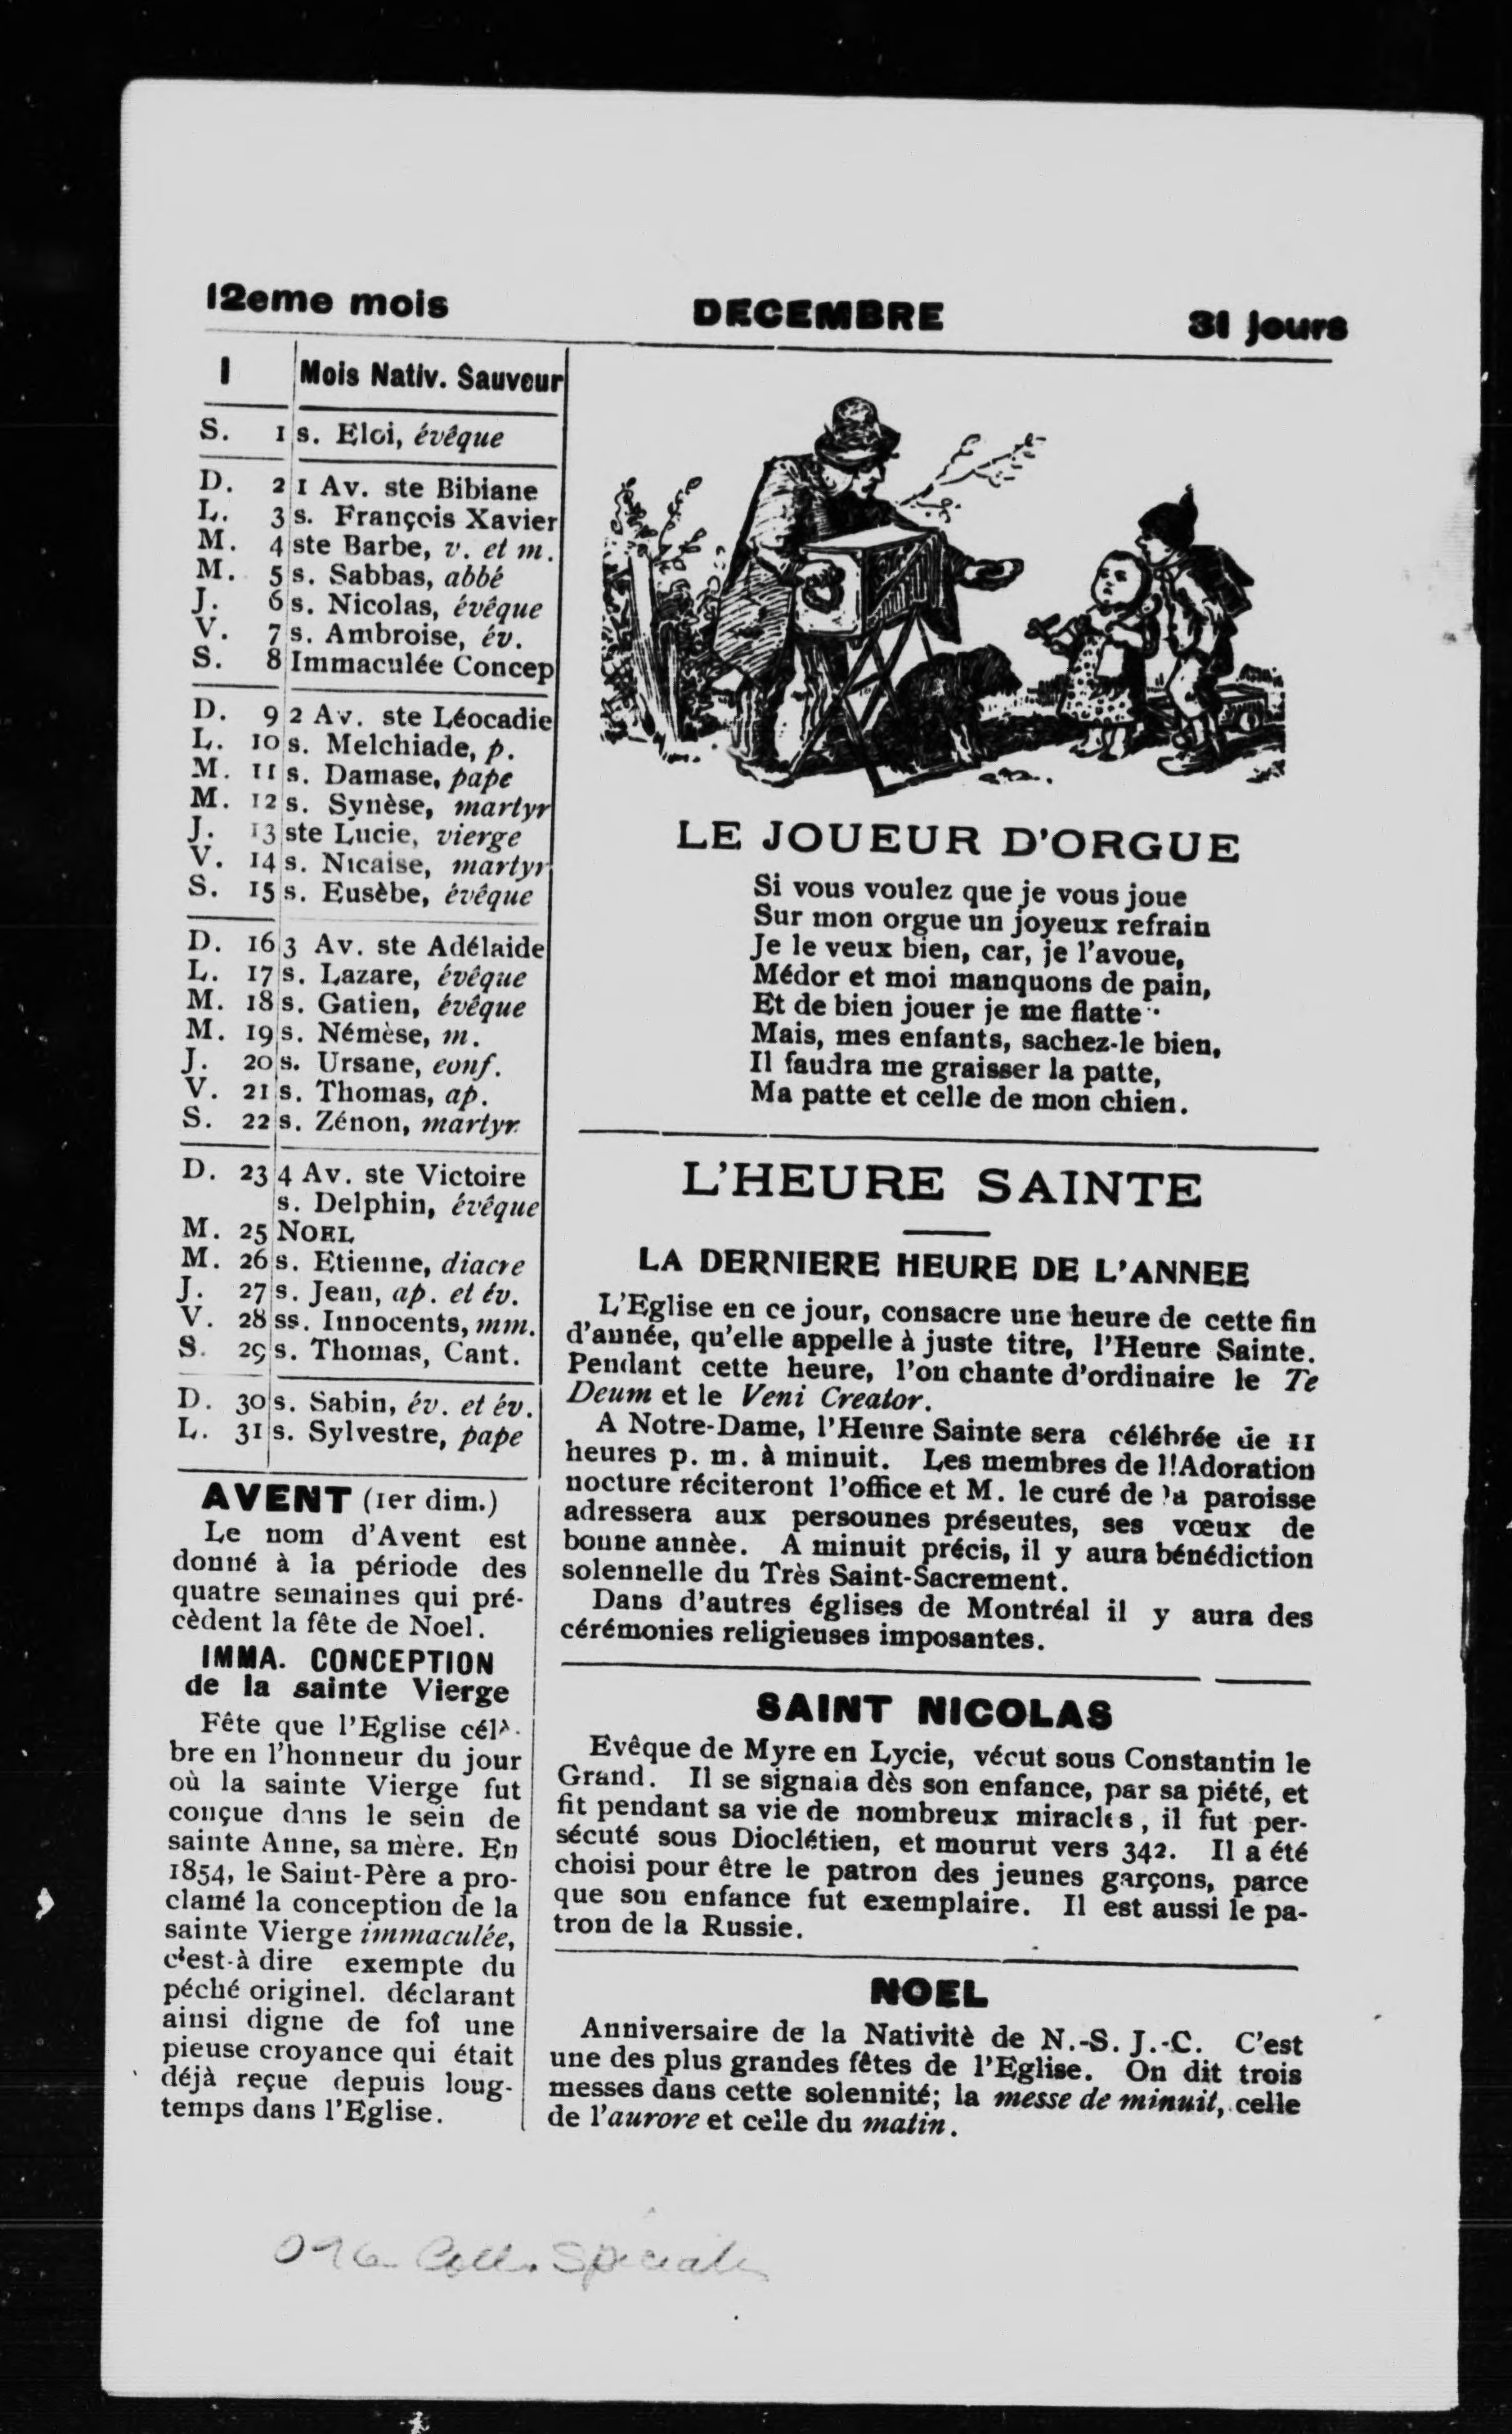 12eme mois DECEMBRE 31 jours
1 Mois Nativ. Sauveur
S. 1 s. Eloi, évêque
D. 2 1 Av. ste Bibiane
L. 3 s. François Xavier
M. 4 ste Barbe, v. et m.
M. 5 s. Sabbas, abbé
J. 6 s. Nicolas, évêque
V. 7 s. Ambroise, év.
S. 8 Immaculée Concep
D. 9 2 Av. ste Léocadie
L. 10 s. Melchiade, p.
M. 11 s. Damase, pape
M. 12 s. Synèse, martyr
J. 13 ste Lucie, vierge
V. 14 s. Nicaise, martyr
S. 15 s. Eusèbe, évêque
D. 16 3 Av. ste Adélaide
L. 17 s. Lazare, évêque
M. 18 s. Gatien, évêque
M. 19 s. Némèse, m.
J. 20 s. Ursane, conf.
V. 21 s. Thomas, ap.
S. 22 s. Zénon, martyr
D. 23 4 Av. ste Victoire
s. Delphin, évêque
M. 25 NOEL
M. 26 s. Etienne, diacre
J. 27 s. Jean, ap. et év.
V. 28 ss. Innocents, mm.
S. 29 s. Thomas, Cant.
D. 30 s. Sabin, év. et év.
L. 31 s. Sylvestre, pape
AVENT (1er dim.)
Le nom d'Avent est
donné à la période des
quatre semaines qui pré-
cèdent la fête de Noel.
IMMA. CONCEPTION
de la sainte Vierge
Fête que l'Eglise célè-
bre en l'honneur du jour
où la sainte Vierge fut
conçue dans le sein de
sainte Anne, sa mère. En
1854, le Saint-Père a pro-
clamé la conception de la
sainte Vierge immaculée,
c'est-à dire exempte du
péché originel. déclarant
ainsi digne de foi une
pieuse croyance qui était
déjà reçue depuis loug-
temps dans l'Eglise.
LE JOUEUR D'ORGUE
Si vous voulez que je vous joue
Sur mon orgue un joyeux refrain
Je le veux bien, car, je l'avoue,
Médor et moi manquons de pain,
Et de bien jouer je me flatte
Mais, mes enfants, sachez-le bien,
Il faudra me graisser la patte,
Ma patte et celle de mon chien.
L'HEURE SAINTE
LA DERNIERE HEURE DE L'ANNEE
L'Eglise en ce jour, consacre une heure de cette fin
d'année, qu'elle appelle à juste titre, l'Heure Sainte.
Pendant cette heure, l'on chante d'ordinaire le Te
Deum et le Veni Creator.
A Notre-Dame, l'Heure Sainte sera célébrée de 11
heures p. m. à minuit. Les membres de l!Adoration
nocture réciteront l'office et M. le curé de la paroisse
adressera aux persounes préseutes, ses vœux de
bonne annèe. A minuit précis, il y aura bénédiction
solennelle du Très Saint-Sacrement.
Dans d'autres églises de Montréal il y aura des
cérémonies religieuses imposantes.
SAINT NICOLAS
Evêque de Myre en Lycie, vécut sous Constantin le
Grand. Il se signala dès son enfance, par sa piété, et
fit pendant sa vie de nombreux miracles, il fut per-
sécuté sous Dioclétien, et mourut vers 342. Il a été
choisi pour être le patron des jeunes garçons, parce
que son enfance fut exemplaire. Il est aussi le pa-
tron de la Russie.
NOEL
Anniversaire de la Nativitè de N.-S. J.-C. C'est
une des plus grandes fêtes de l'Eglise. On dit trois
messes dans cette solennité; la messe de minuit, celle
de l'aurore et celle du matin.
Coll. Spéciales